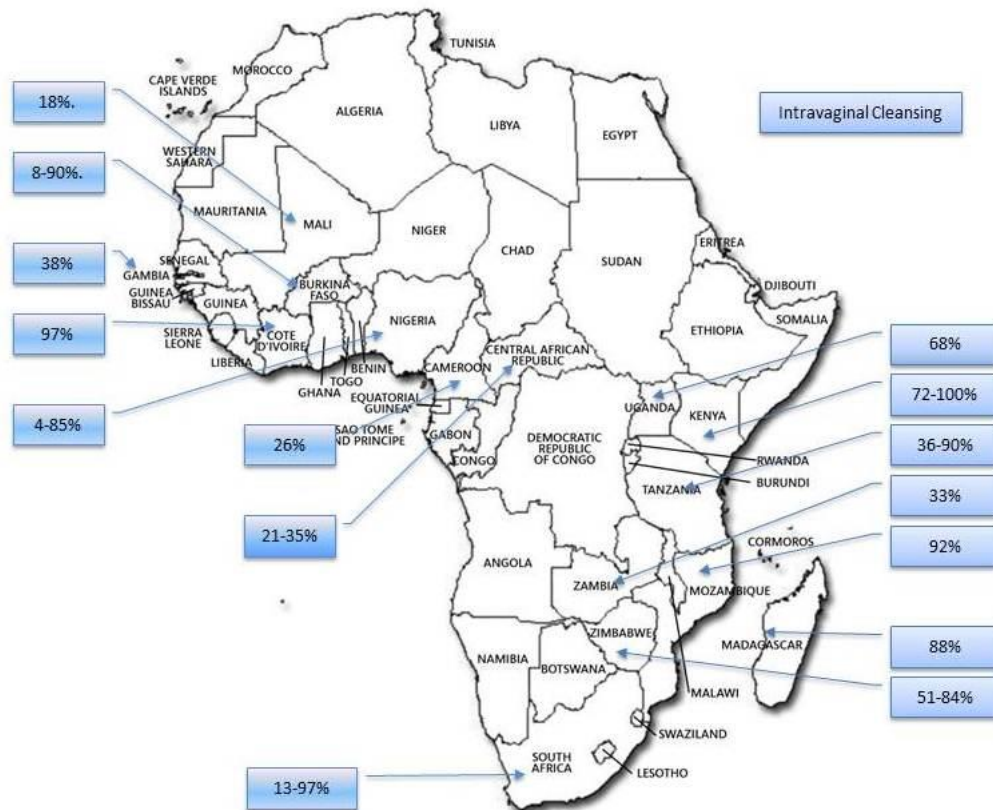 TUNISIA
MOROCCO
CAPE VERDE
ISLANDS
18%.
ALGERIA
LIBYA
EGYPT
Intravaginal Cleansing
WESTERN
SAHARA
8-90%.
MAURITANIA
MALI
NIGER
CHAD
SUDAN
ERITREA
38%
SENEGAL
GAMBIA
GUINEA
BISSAU
GUINEA
BURKINA
FASO
DJIBOUTI
SOMALIA
97%
SIERRA
LEONE
COTE
D'IVOIRE
NIGERIA
ETHIOPIA
LIBERIA
GHANA
TOGO
BENIN
CAMEROON
CENTRAL AFRICAN
REPUBLIC
68%
4-85%
EQUATORIAL
GUINEA
UGANDA
KENYA
72-100%
26%
SAO TOME
ND PRINCIPE
GABON
CONGO
DEMOCRATIC
REPUBLIC
OF CONGO
36-90%
RWANDA
BURUNDI
TANZANIA
33%
21-35%
CORMOROS
92%
ANGOLA
ZAMBIA
MOZAMBIQUE
ZIMBABWE
MADAGASCAR
88%
NAMIBIA
BOTSWANA
MALAWI
51-84%
SWAZILAND
SOUTH
AFRICA
LESOTHO
13-97%